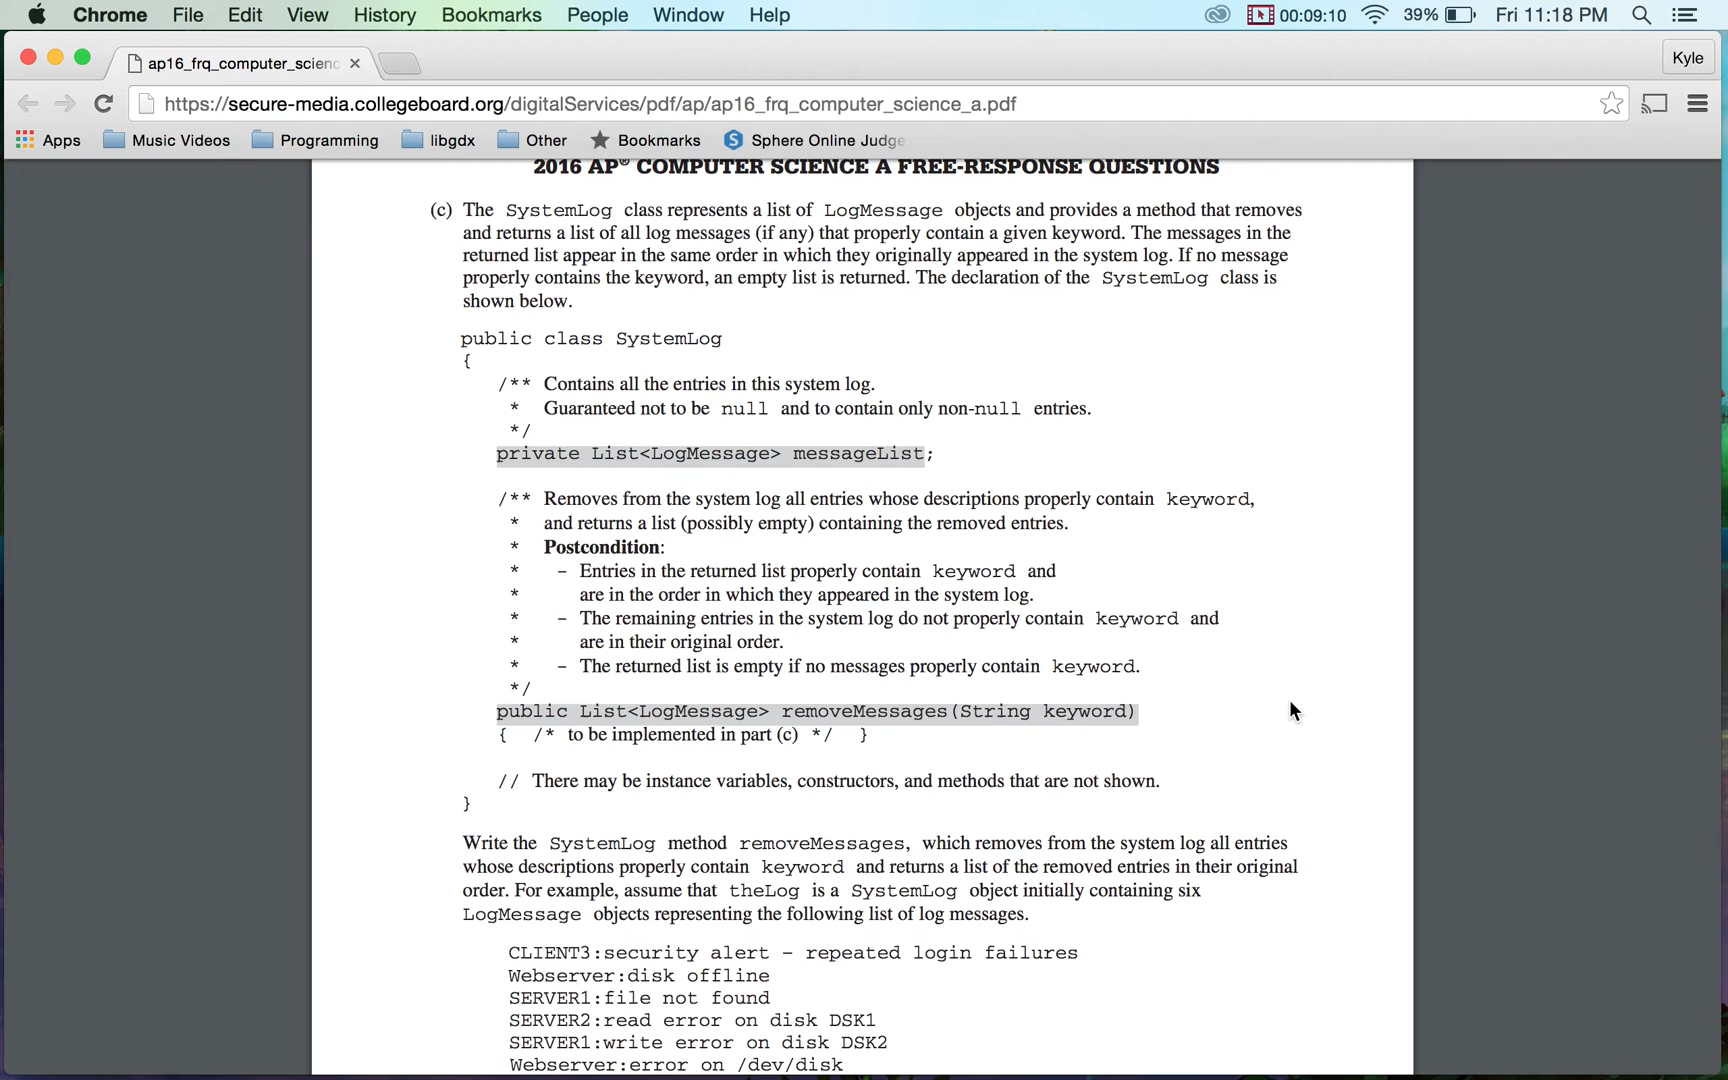 Chrome File Edit View History Bookmarks People Window Help 00:09:10 39% Fri 11:18 PM
ap16_frq_computer_scienc Kyle
https://secure-media.collegeboard.org/digitalServices/pdf/ap/ap16_frq_computer_science_a.pdf
Apps Music Videos Programming libgdx Other Bookmarks Sphere Online Judge
2016 AP® COMPUTER SCIENCE A FREE-RESPONSE QUESTIONS
(c) The SystemLog class represents a list of LogMessage objects and provides a method that removes
and returns a list of all log messages (if any) that properly contain a given keyword. The messages in the
returned list appear in the same order in which they originally appeared in the system log. If no message
properly contains the keyword, an empty list is returned. The declaration of the SystemLog class is
shown below.
public class SystemLog
{
/** Contains all the entries in this system log.
* Guaranteed not to be null and to contain only non-null entries.
*/
private List<LogMessage> messageList;
/** Removes from the system log all entries whose descriptions properly contain keyword,
* and returns a list (possibly empty) containing the removed entries.
* Postcondition:
* – Entries in the returned list properly contain keyword and
* are in the order in which they appeared in the system log.
* – The remaining entries in the system log do not properly contain keyword and
* are in their original order.
* – The returned list is empty if no messages properly contain keyword.
*/
public List<LogMessage> removeMessages(String keyword)
{ /* to be implemented in part (c) */ }
// There may be instance variables, constructors, and methods that are not shown.
}
Write the SystemLog method removeMessages, which removes from the system log all entries
whose descriptions properly contain keyword and returns a list of the removed entries in their original
order. For example, assume that theLog is a SystemLog object initially containing six
LogMessage objects representing the following list of log messages.
CLIENT3:security alert – repeated login failures
Webserver:disk offline
SERVER1:file not found
SERVER2:read error on disk DSK1
SERVER1:write error on disk DSK2
Webserver:error on /dev/disk